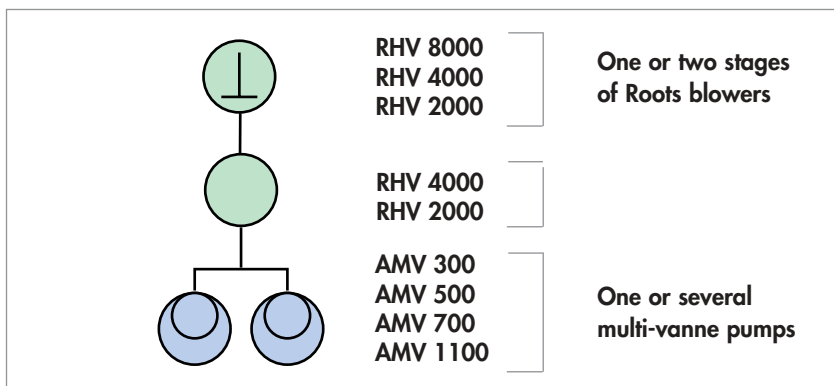 RHV 8000
RHV 4000
RHV 2000
One or two stages
of Roots blowers
RHV 4000
RHV 2000
AMV 300
AMV 500
AMV 700
AMV 1100
One or several
multi-vanne pumps